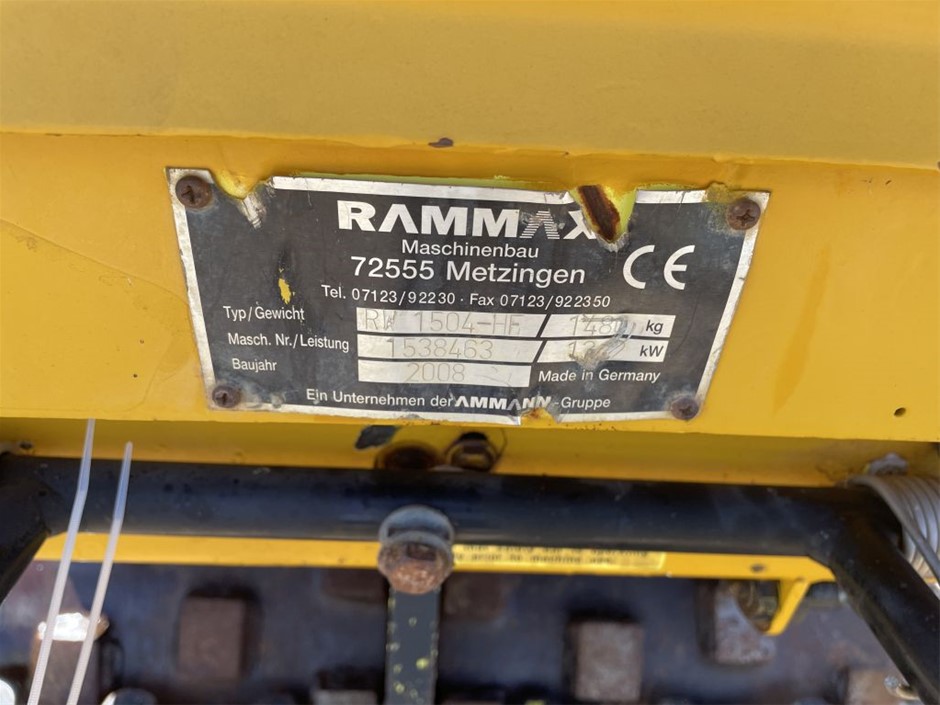 RAMMAX
Maschinenbau
72555 Metzingen
CE
Tel. 07123/92230 · Fax 07123/922350
Typ/Gewicht RW 1504-HF / kg
Masch. Nr./Leistung 1538463 / kW
Baujahr 2008 Made in Germany
Ein Unternehmen der AMMANN-Gruppe